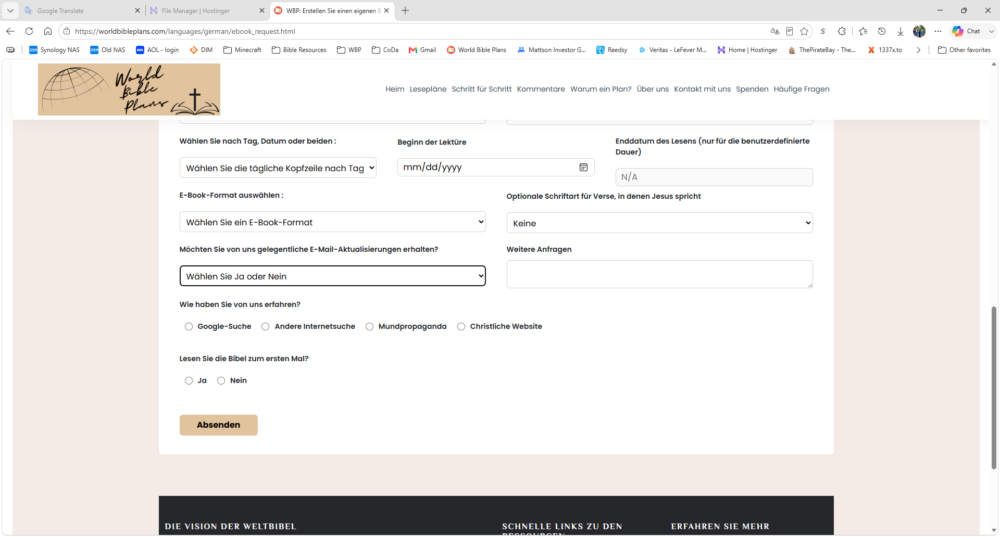 Google Translate
File Manager | Hostinger
WBP: Erstellen Sie einen eigenen
https://worldbibleplans.com/languages/german/ebook_request.html
Chat
Synology NAS
Old NAS
AOL - login
DIM
Minecraft
Bible Resources
WBP
CoDa
Gmail
World Bible Plans
Mattson Investor G...
Reedsy
Veritas - LeFever M...
Home | Hostinger
ThePirateBay - The...
1337x.to
Other favorites
World
Bible
Plans
Heim Lesepläne Schritt für Schritt Kommentare Warum ein Plan? Über uns Kontakt mit uns Spenden Häufige Fragen
Wählen Sie nach Tag, Datum oder beiden :
Wählen Sie die tägliche Kopfzeile nach Tag
Beginn der Lektüre
mm/dd/yyyy
Enddatum des Lesens (nur für die benutzerdefinierte
Dauer)
N/A
E-Book-Format auswählen :
Wählen Sie ein E-Book-Format
Optionale Schriftart für Verse, in denen Jesus spricht
Keine
Möchten Sie von uns gelegentliche E-Mail-Aktualisierungen erhalten?
Wählen Sie Ja oder Nein
Weitere Anfragen
Wie haben Sie von uns erfahren?
Google-Suche Andere Internetsuche Mundpropaganda Christliche Website
Lesen Sie die Bibel zum ersten Mal?
Ja Nein
Absenden
DIE VISION DER WELTBIBEL
SCHNELLE LINKS ZU DEN
RESSOURCEN
ERFAHREN SIE MEHR